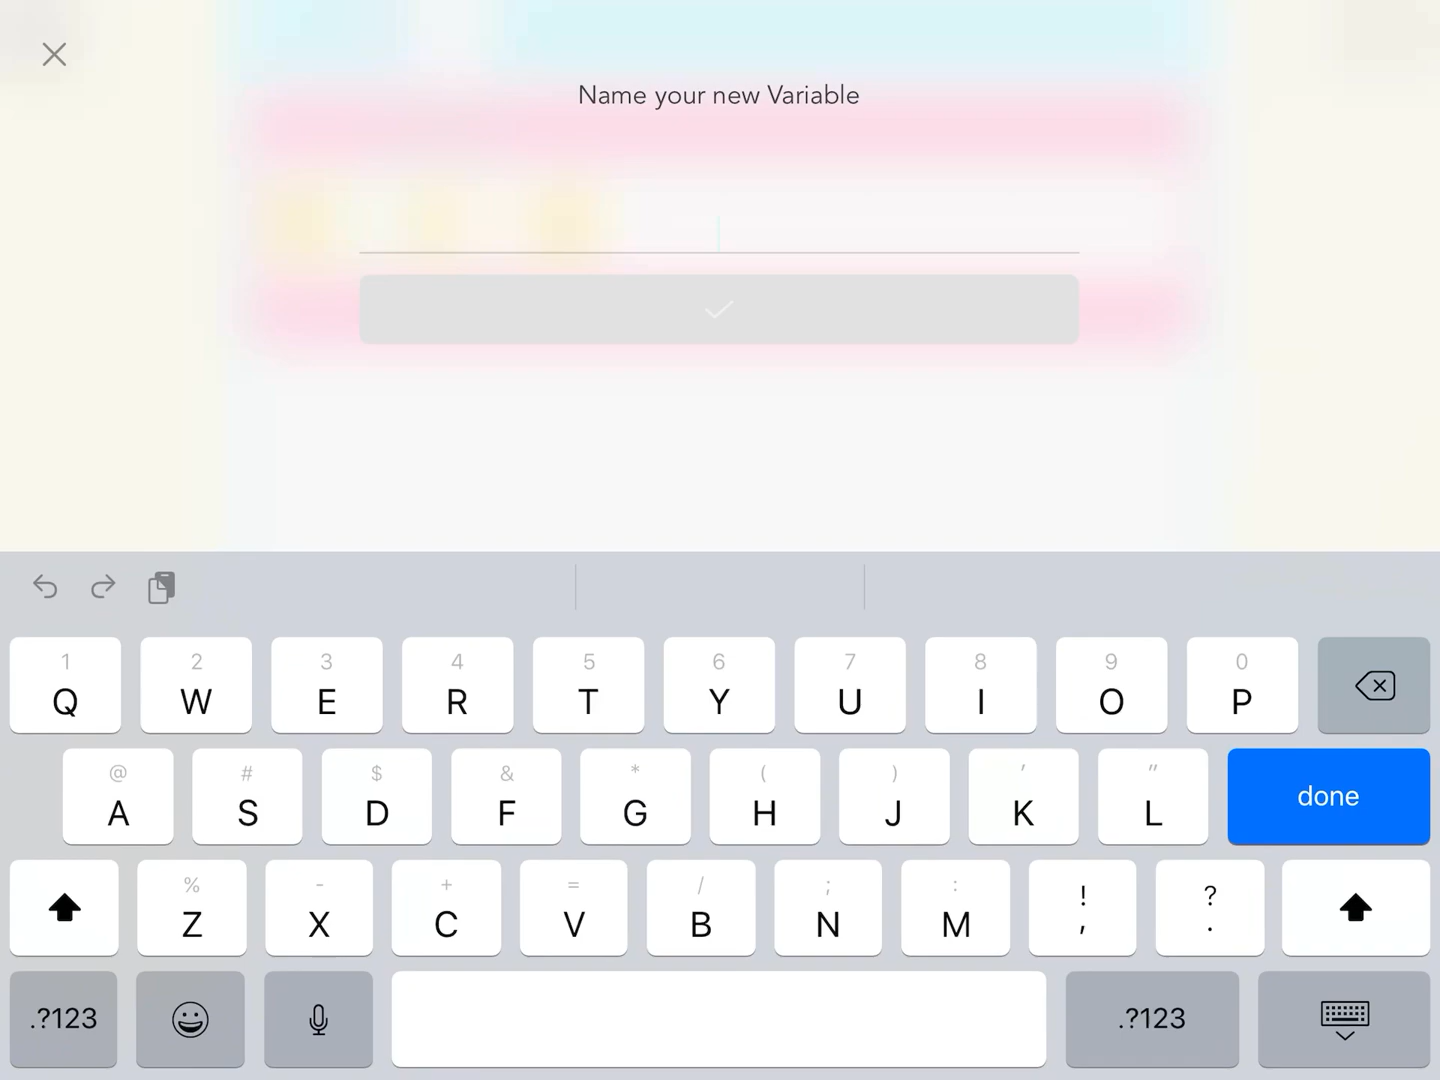 Name your new Variable
1 2 3 4 5 6 7 8 9 0
Q W E R T Y U I O P
@ # $ & * ( ) ' "
A S D F G H J K L done
% - + = / ; : ! ?
Z X C V B N M , .
.?123 .?123